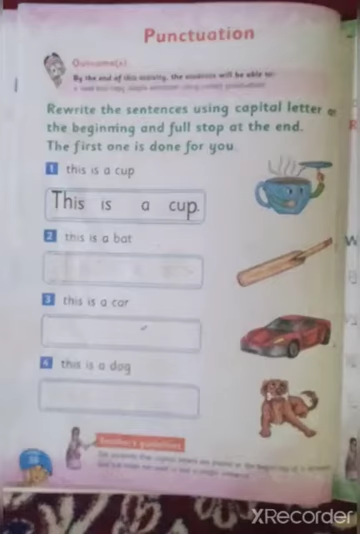 Punctuation
Outcome(s)
By the end of this activity, the students will be able to:
Rewrite the sentences using capital letter
the beginning and full stop at the end.
The first one is done for you.
1 this is a cup
This is a cup.
2 this is a bat
3 this is a car
4 this is a dog
Teacher's guidelines
XRecorder